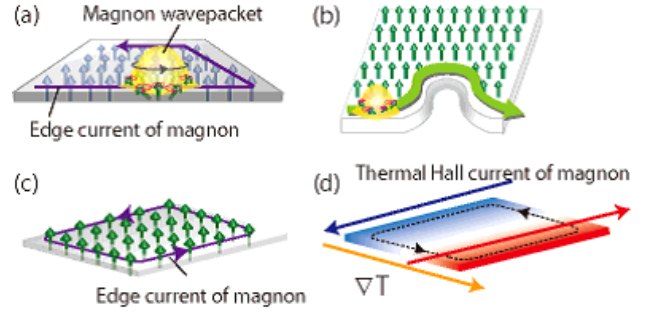 (a)
Magnon wavepacket
Edge current of magnon
(b)
(c)
Edge current of magnon
(d)
Thermal Hall current of magnon
∇T